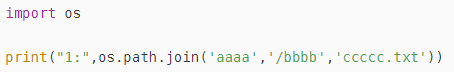 import os
print("1:",os.path.join('aaaa','/bbbb','ccccc.txt'))